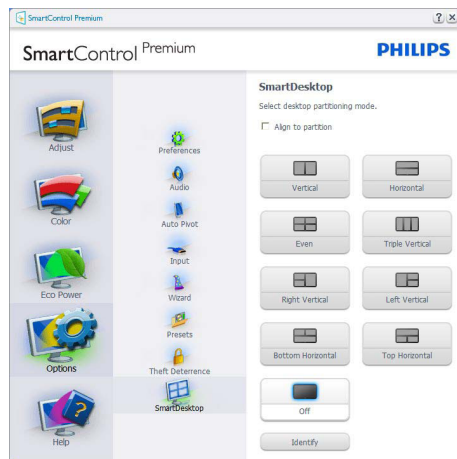 SmartControl Premium
SmartControl Premium
PHILIPS
Adjust
Color
Eco Power
Options
Help
Preferences
Audio
Auto Pivot
Input
Wizard
Presets
Theft Deterrence
SmartDesktop
SmartDesktop
Select desktop partitioning mode.
Align to partition
Vertical
Horizontal
Even
Triple Vertical
Right Vertical
Left Vertical
Bottom Horizontal
Top Horizontal
Off
Identify